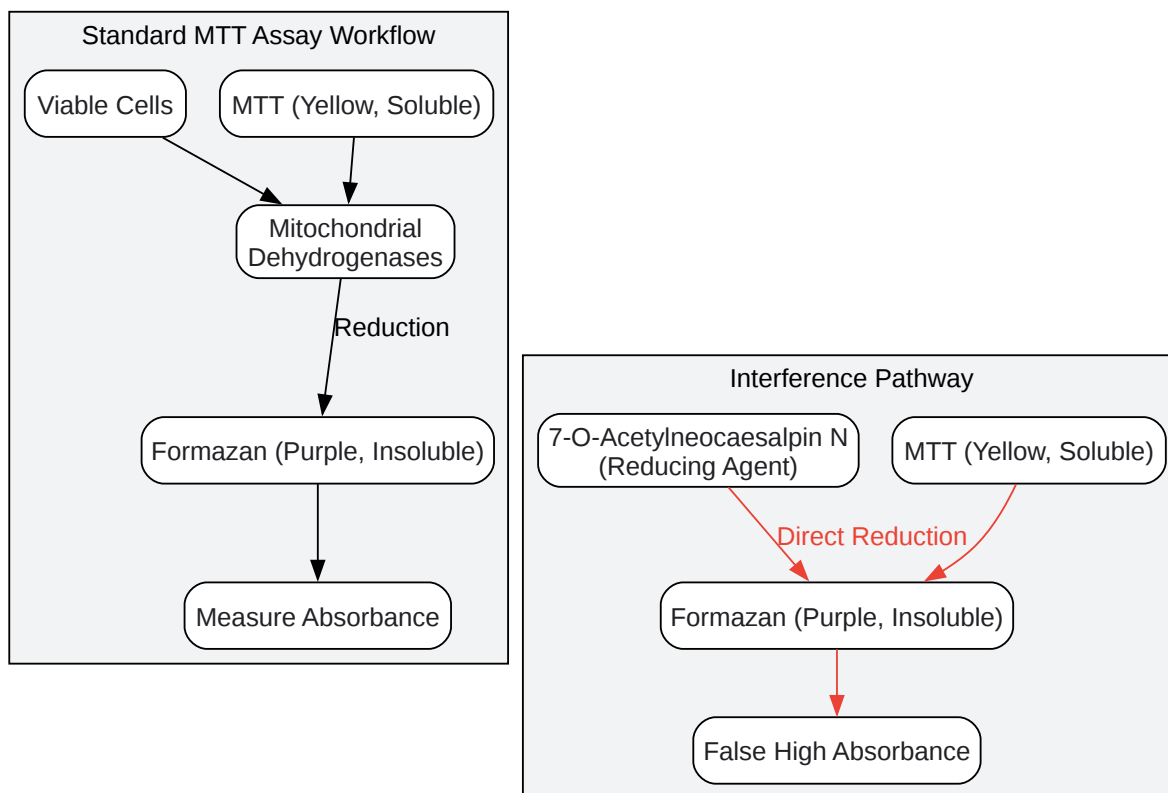 Standard MTT Assay Workflow
Viable Cells
MTT (Yellow, Soluble)
Mitochondrial
Dehydrogenases
Reduction
Formazan (Purple, Insoluble)
Measure Absorbance
Interference Pathway
7-O-Acetylneocaesalpin N
(Reducing Agent)
MTT (Yellow, Soluble)
Direct Reduction
Formazan (Purple, Insoluble)
False High Absorbance